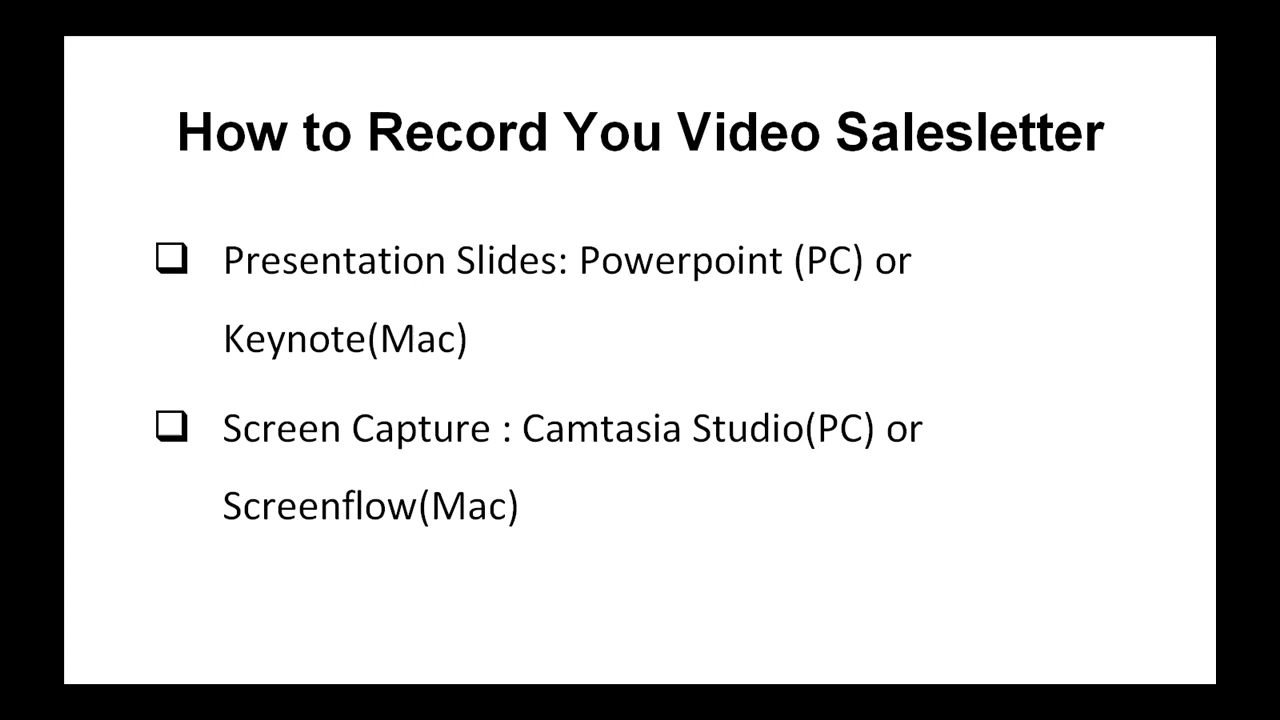 How to Record You Video Salesletter
Presentation Slides: Powerpoint (PC) or
Keynote(Mac)
Screen Capture : Camtasia Studio(PC) or
Screenflow(Mac)